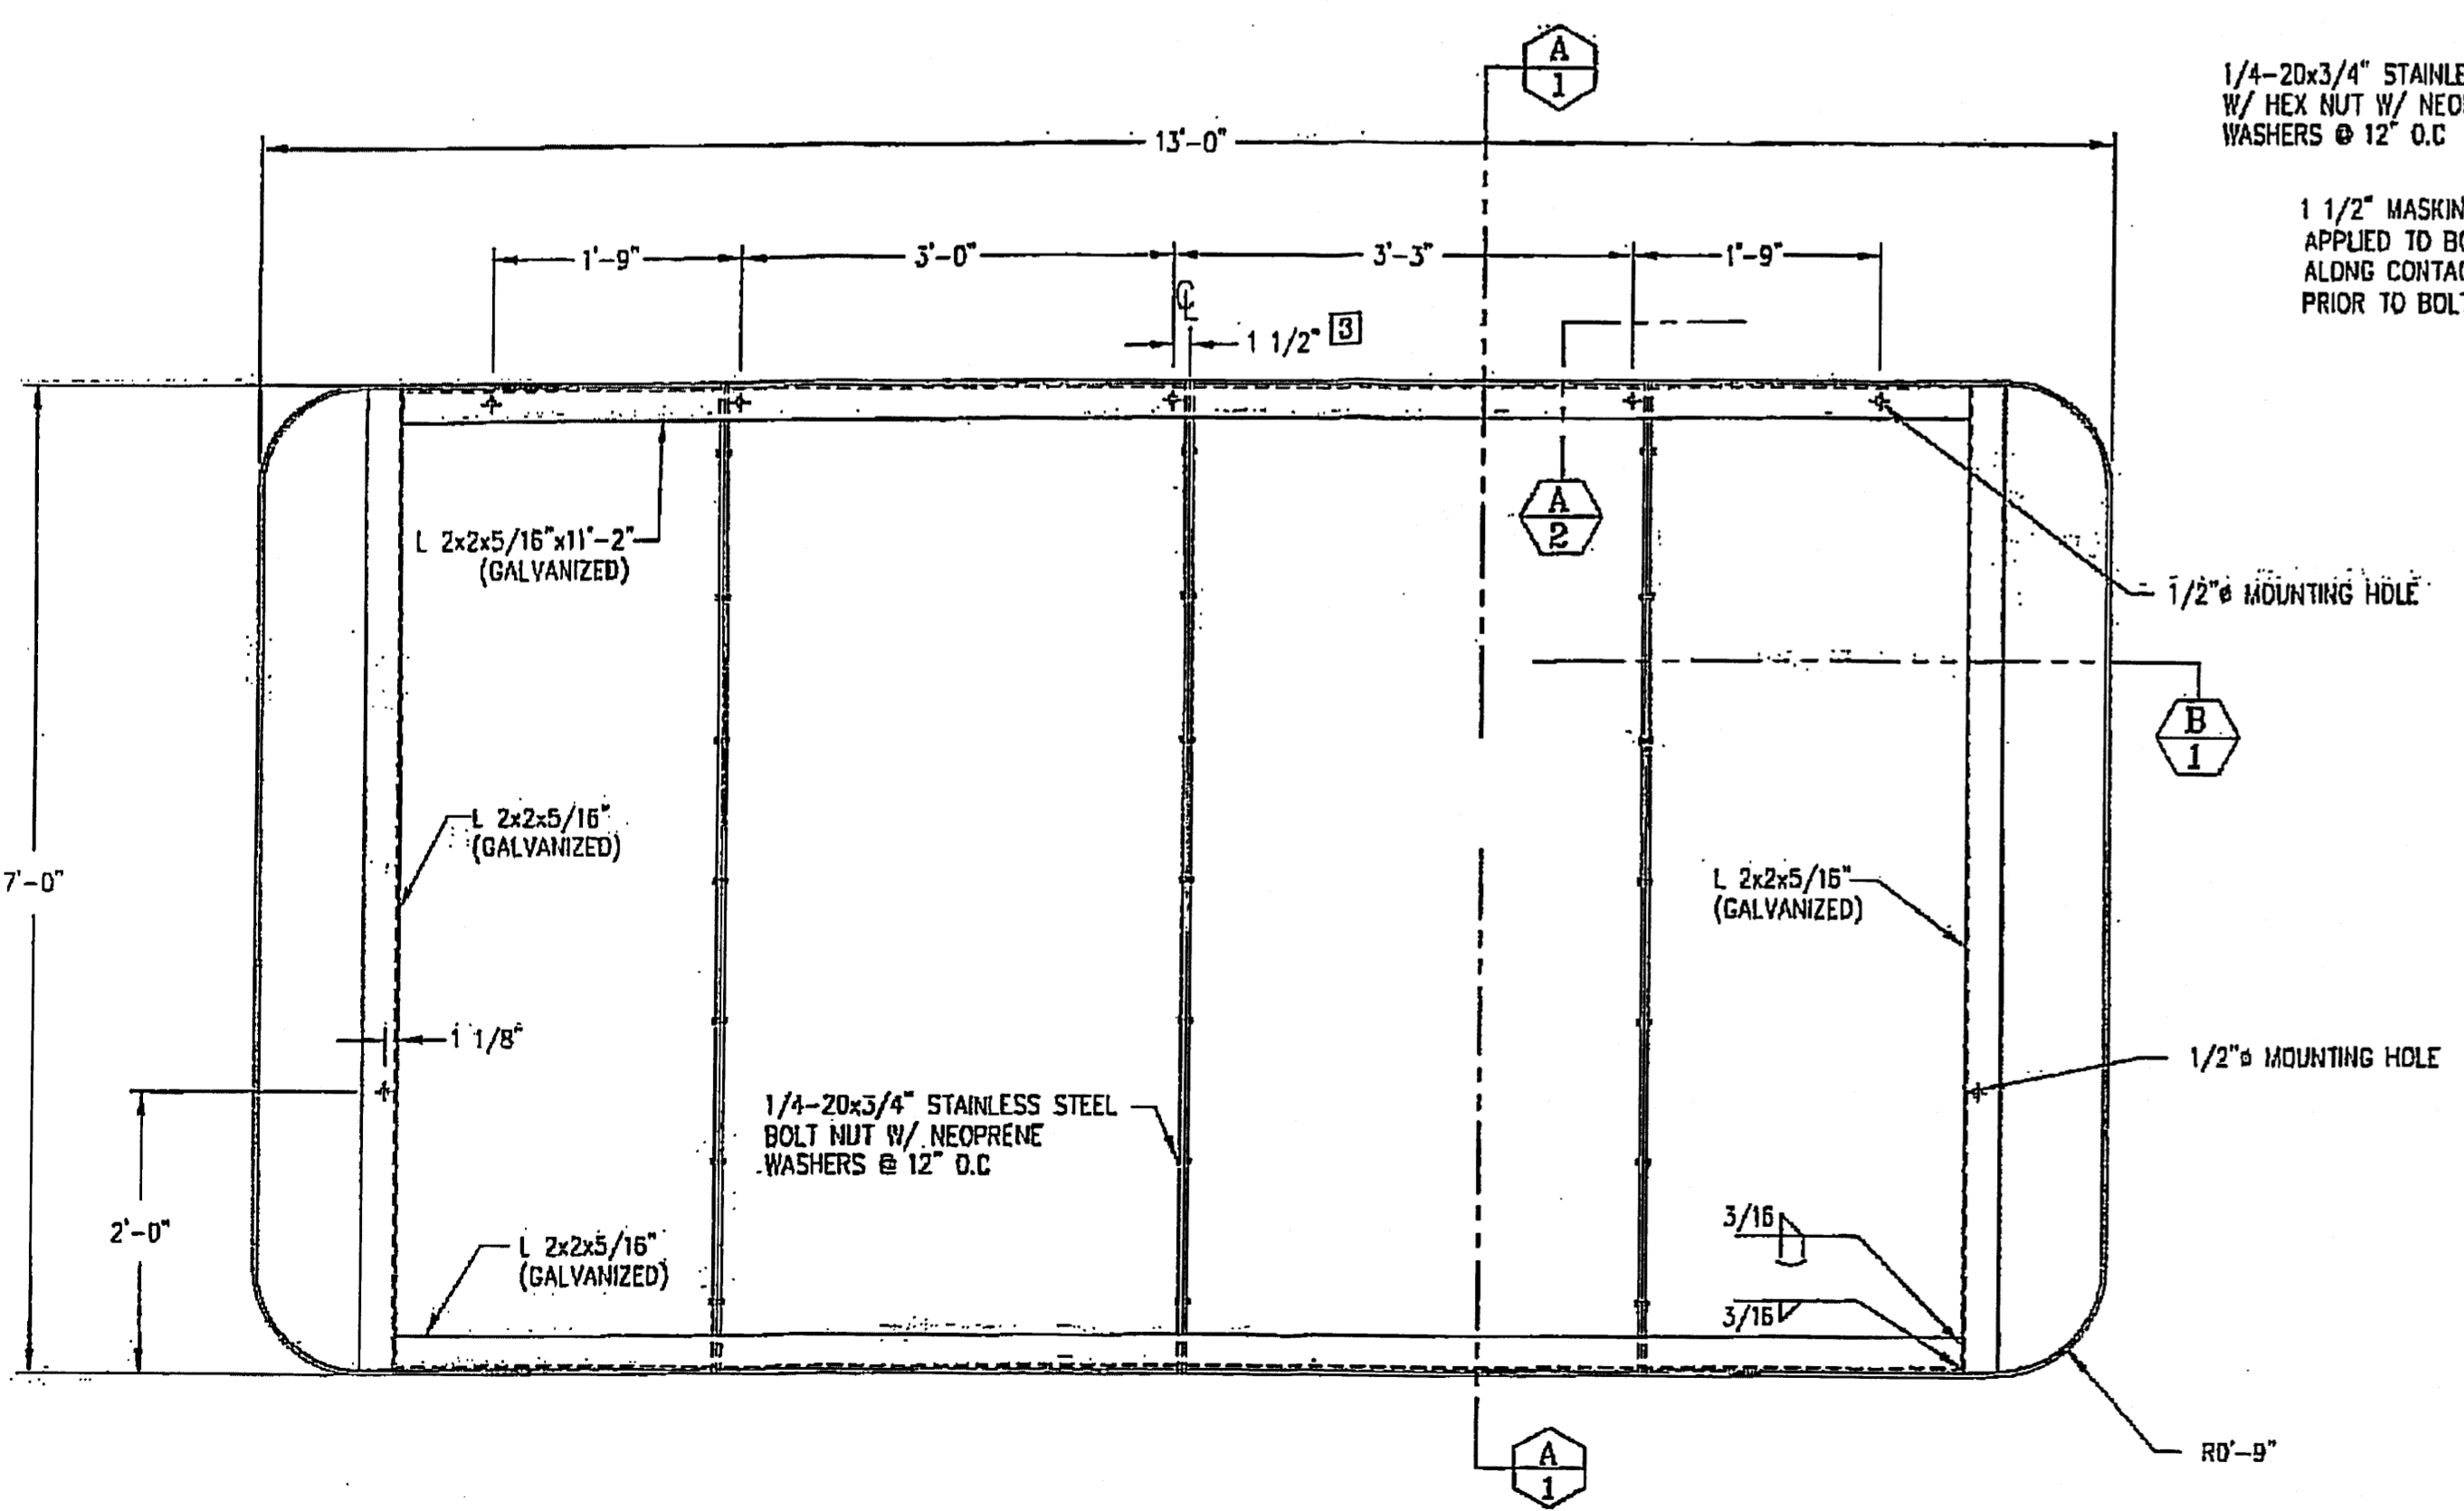 A
1
1/4-20x3/4" STAINLE
W/ HEX NUT W/ NEO
WASHERS @ 12" O.C
13'-0"
1 1/2" MASKIN
APPLIED TO BO
ALONG CONTAC
PRIOR TO BOLT
1'-9"
3'-0"
3'-3"
1'-9"
℄
1 1/2" 3
A
2
L 2x2x5/16"x11'-2"
(GALVANIZED)
1/2"ø MOUNTING HOLE
B
1
L 2x2x5/16"
(GALVANIZED)
7'-0"
L 2x2x5/16"
(GALVANIZED)
1 1/8"
1/2"ø MOUNTING HOLE
1/4-20x3/4" STAINLESS STEEL
BOLT NUT W/ NEOPRENE
WASHERS @ 12" O.C
2'-0"
L 2x2x5/16"
(GALVANIZED)
3/16
3/16
R0'-9"
A
1